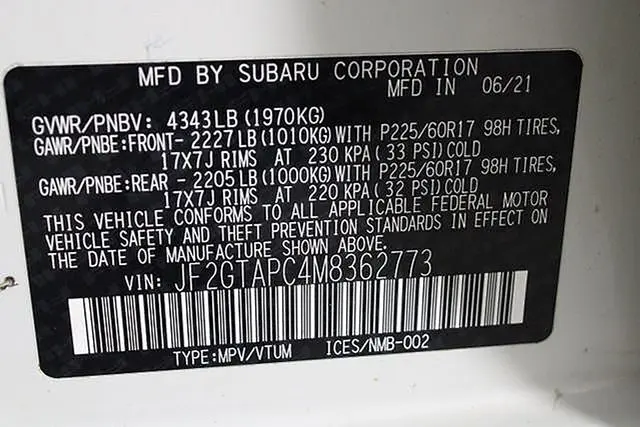 MFD BY SUBARU CORPORATION
MFD IN 06/21
GVWR/PNBV: 4343LB (1970KG)
GAWR/PNBE:FRONT- 2227LB (1010KG) WITH P225/60R17 98H TIRES,
17X7J RIMS AT 230 KPA( 33 PSI) COLD
GAWR/PNBE:REAR - 2205LB (1000KG) WITH P225/60R17 98H TIRES,
17X7J RIMS AT 220 KPA( 32 PSI) COLD
THIS VEHICLE CONFORMS TO ALL APPLICABLE FEDERAL MOTOR
VEHICLE SAFETY AND THEFT PREVENTION STANDARDS IN EFFECT ON
THE DATE OF MANUFACTURE SHOWN ABOVE.
VIN: JF2GTAPC4M8362773
TYPE:MPV/VTUM ICES/NMB-002